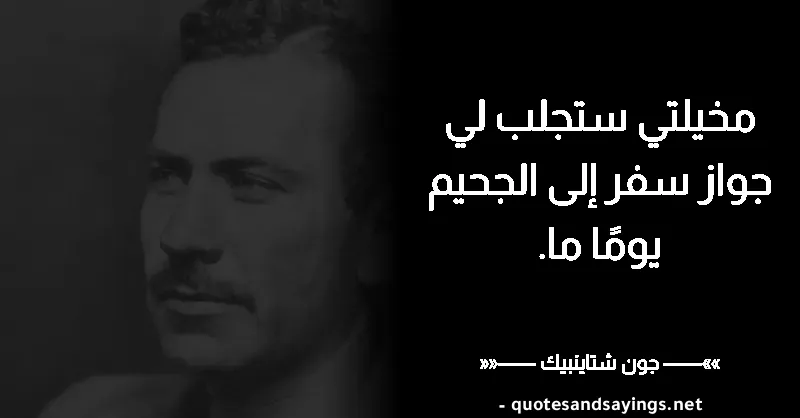 مخيلتي ستجلب لي
جواز سفر إلى الجحيم
يومًا ما.
»»—— جون شتاينبيك ——««
- quotesandsayings.net